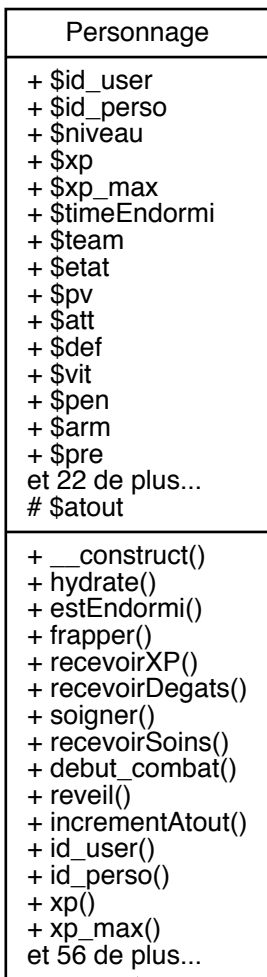 Personnage
+ $id_user
+ $id_perso
+ $niveau
+ $xp
+ $xp_max
+ $timeEndormi
+ $team
+ $etat
+ $pv
+ $att
+ $def
+ $vit
+ $pen
+ $arm
+ $pre
et 22 de plus...
# $atout
+ __construct()
+ hydrate()
+ estEndormi()
+ frapper()
+ recevoirXP()
+ recevoirDegats()
+ soigner()
+ recevoirSoins()
+ debut_combat()
+ reveil()
+ incrementAtout()
+ id_user()
+ id_perso()
+ xp()
+ xp_max()
et 56 de plus...